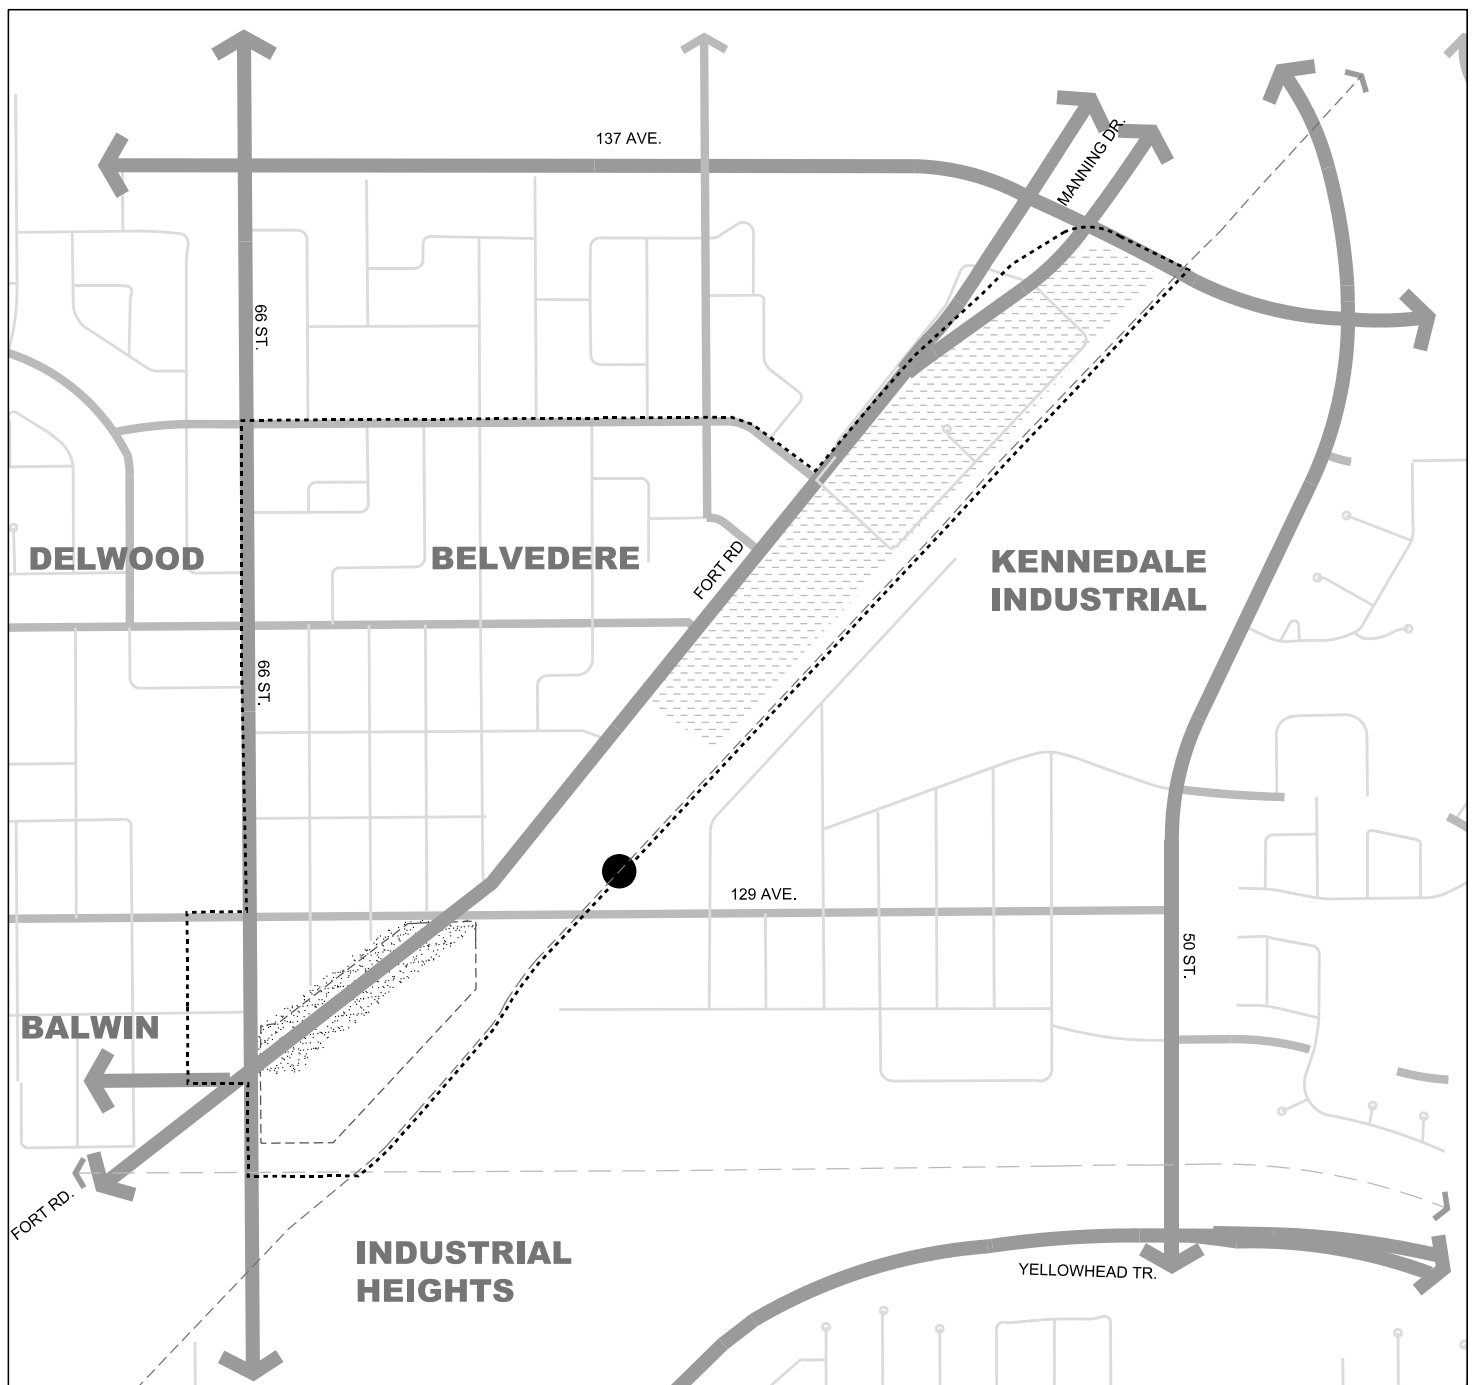 137 AVE.
MANNING DR.
66 ST.
DELWOOD
BELVEDERE
FORT RD
KENNEDALE
INDUSTRIAL
66 ST.
129 AVE.
50 ST.
BALWIN
FORT RD.
INDUSTRIAL
HEIGHTS
YELLOWHEAD TR.